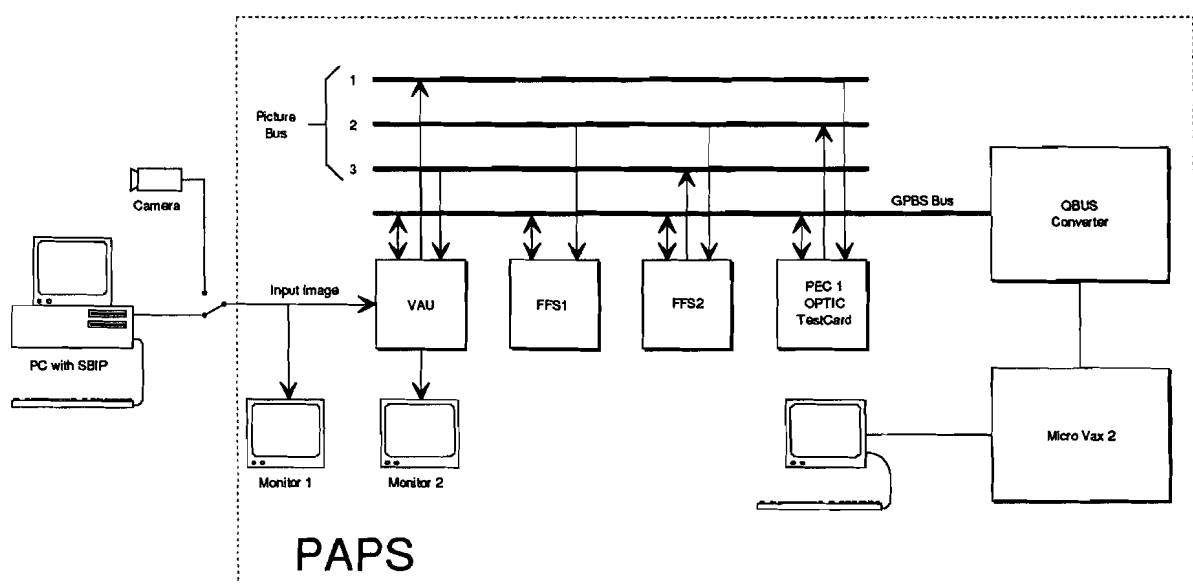 1
Picture
Bus
2
3
Camera
GPBS Bus
QBUS
Converter
Input Image
VAU
FFS1
FFS2
PEC 1
OPTIC
TestCard
PC with SBIP
Micro Vax 2
Monitor 1
Monitor 2
PAPS